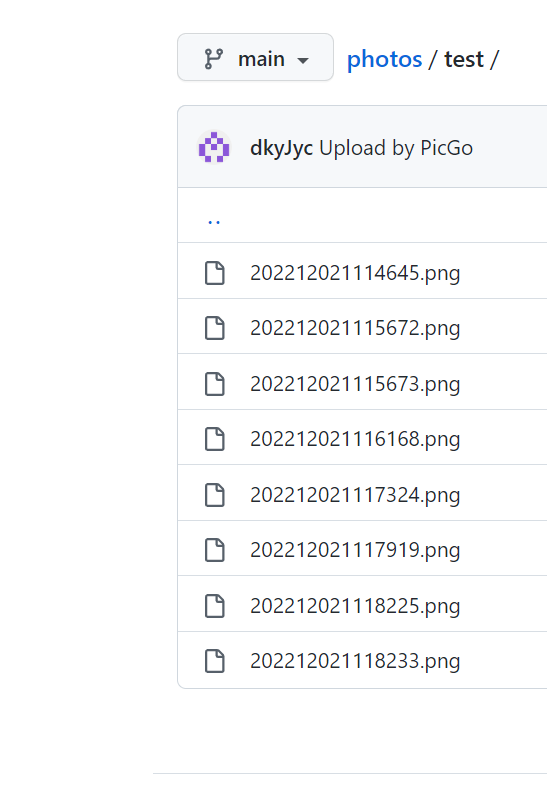 main photos / test /
dkyJyc Upload by PicGo
..
202212021114645.png
202212021115672.png
202212021115673.png
202212021116168.png
202212021117324.png
202212021117919.png
202212021118225.png
202212021118233.png